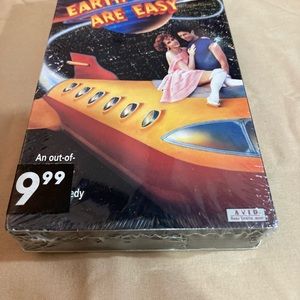 EARTH
ARE EASY
An out-of-
9.99
edy
AVID